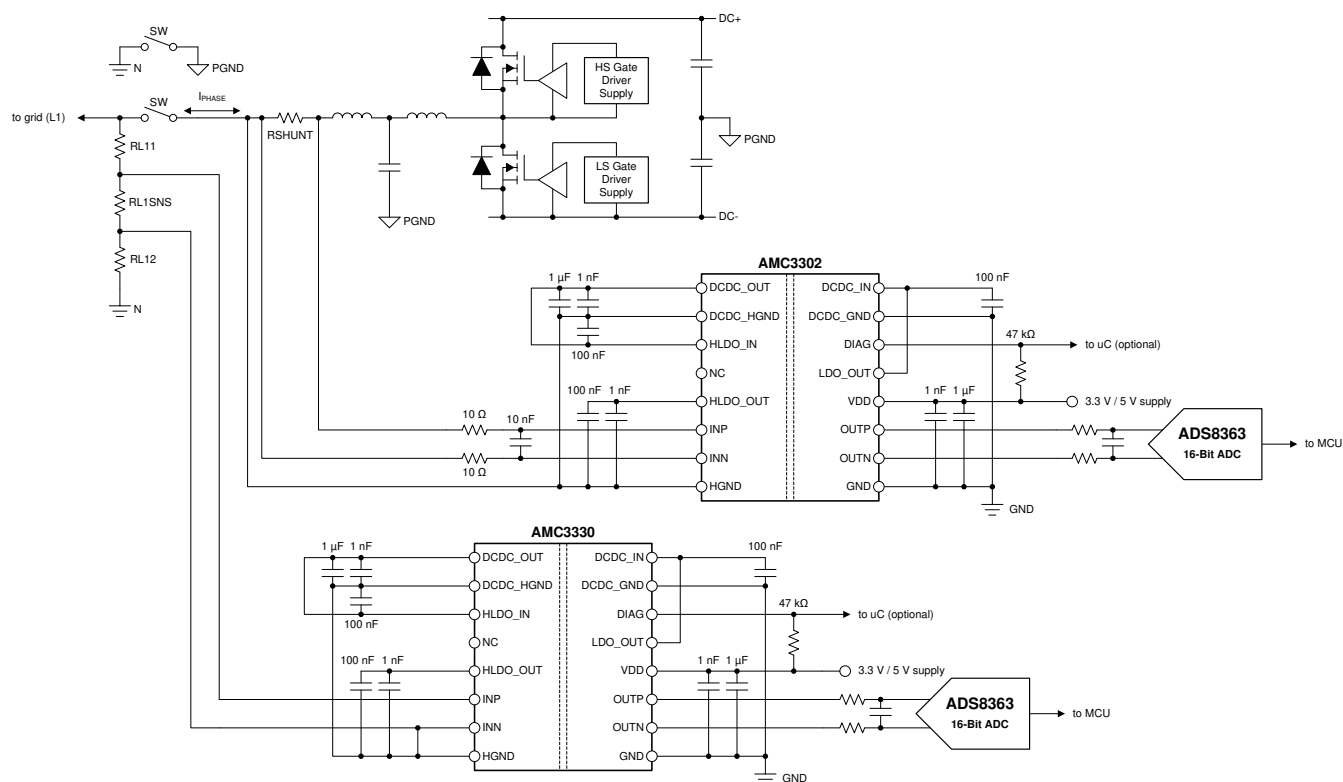 DC+
SW
N
PGND
HS Gate
Driver
Supply
SW
IPHASE
to grid (L1)
RSHUNT
PGND
RL11
LS Gate
Driver
Supply
RL1SNS
PGND
DC-
RL12
N
AMC3302
1 µF
1 nF
100 nF
DCDC_OUT
DCDC_IN
DCDC_HGND
DCDC_GND
47 kΩ
HLDO_IN
DIAG
to uC (optional)
100 nF
NC
LDO_OUT
100 nF
1 nF
1 nF
1 µF
HLDO_OUT
VDD
3.3 V / 5 V supply
10 Ω
10 nF
INP
OUTP
ADS8363
16-Bit ADC
to MCU
INN
OUTN
10 Ω
HGND
GND
GND
AMC3330
1 µF
1 nF
100 nF
DCDC_OUT
DCDC_IN
DCDC_HGND
DCDC_GND
47 kΩ
HLDO_IN
DIAG
to uC (optional)
100 nF
NC
LDO_OUT
100 nF
1 nF
1 nF
1 µF
HLDO_OUT
VDD
3.3 V / 5 V supply
INP
OUTP
ADS8363
16-Bit ADC
to MCU
INN
OUTN
HGND
GND
GND